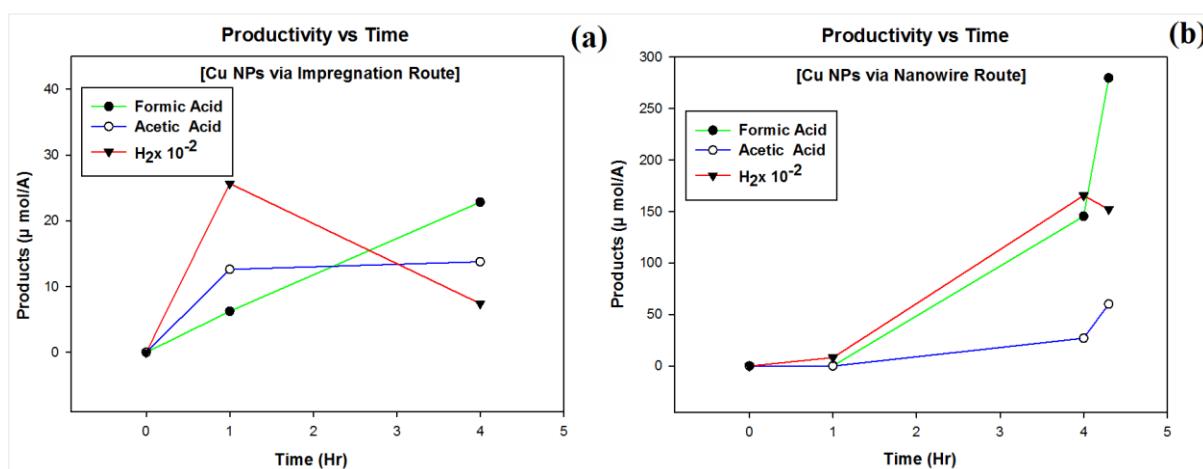 Productivity vs Time
(a)
[Cu NPs via Impregnation Route]
Formic Acid
Acetic Acid
H2x 10-2
Products (µ mol/A)
40
30
20
10
0
0 1 2 3 4 5
Time (Hr)
Productivity vs Time
(b)
[Cu NPs via Nanowire Route]
Formic Acid
Acetic Acid
H2x 10-2
Products (µ mol/A)
300
250
200
150
100
50
0
0 1 2 3 4 5
Time (Hr)